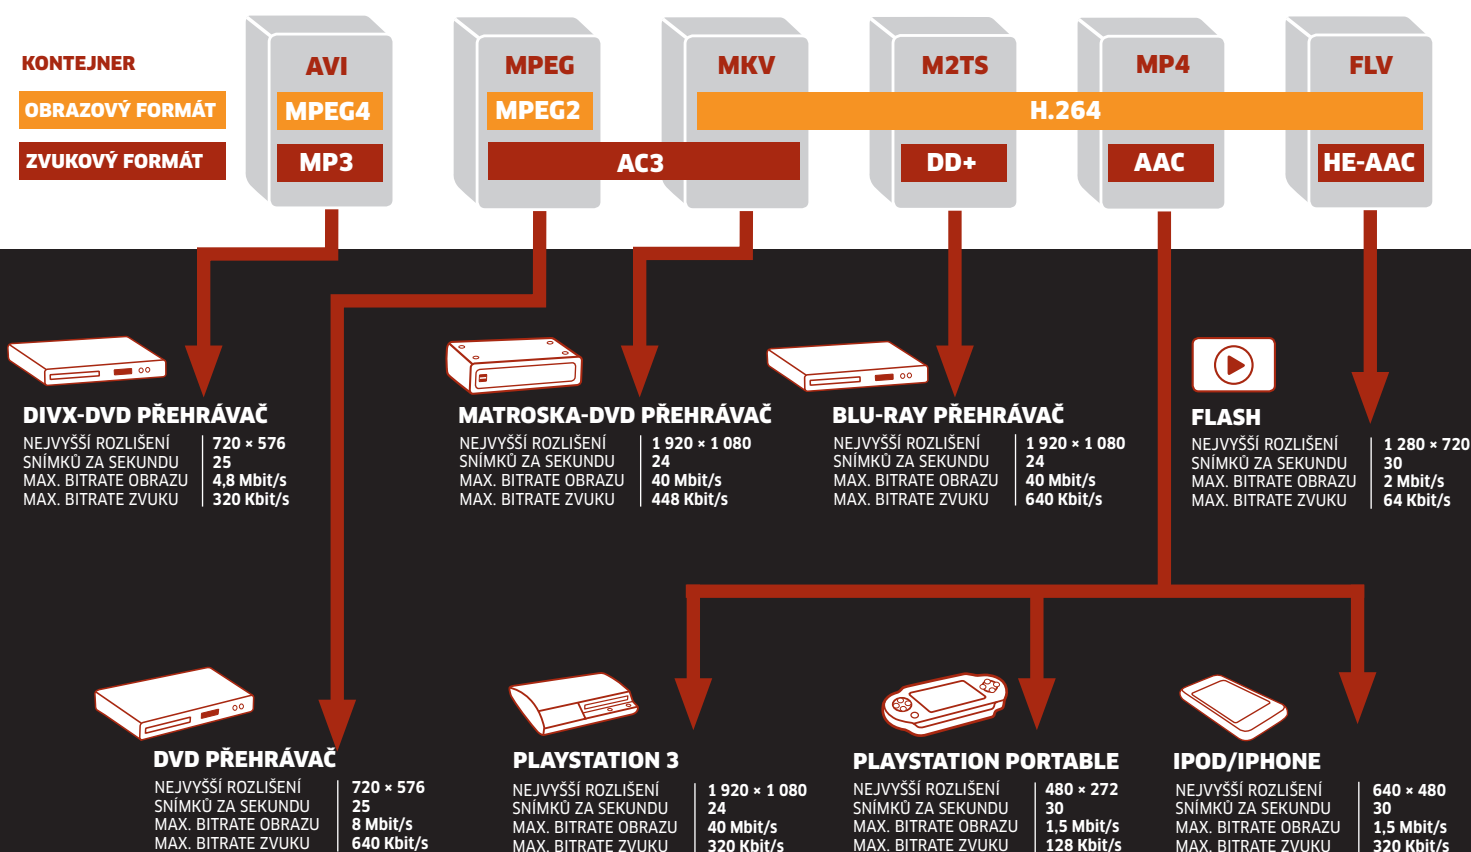 KONTEJNER
AVI
MPEG
MKV
M2TS
MP4
FLV
OBRAZOVÝ FORMÁT
MPEG4
MPEG2
H.264
ZVUKOVÝ FORMÁT
MP3
AC3
DD+
AAC
HE-AAC
DIVX-DVD PŘEHRÁVAČ
NEJVYŠŠÍ ROZLIŠENÍ 720 × 576
SNÍMKŮ ZA SEKUNDU 25
MAX. BITRATE OBRAZU 4,8 Mbit/s
MAX. BITRATE ZVUKU 320 Kbit/s
MATROSKA-DVD PŘEHRÁVAČ
NEJVYŠŠÍ ROZLIŠENÍ 1 920 × 1 080
SNÍMKŮ ZA SEKUNDU 24
MAX. BITRATE OBRAZU 40 Mbit/s
MAX. BITRATE ZVUKU 448 Kbit/s
BLU-RAY PŘEHRÁVAČ
NEJVYŠŠÍ ROZLIŠENÍ 1 920 × 1 080
SNÍMKŮ ZA SEKUNDU 24
MAX. BITRATE OBRAZU 40 Mbit/s
MAX. BITRATE ZVUKU 640 Kbit/s
FLASH
NEJVYŠŠÍ ROZLIŠENÍ 1 280 × 720
SNÍMKŮ ZA SEKUNDU 30
MAX. BITRATE OBRAZU 2 Mbit/s
MAX. BITRATE ZVUKU 64 Kbit/s
DVD PŘEHRÁVAČ
NEJVYŠŠÍ ROZLIŠENÍ 720 × 576
SNÍMKŮ ZA SEKUNDU 25
MAX. BITRATE OBRAZU 8 Mbit/s
MAX. BITRATE ZVUKU 640 Kbit/s
PLAYSTATION 3
NEJVYŠŠÍ ROZLIŠENÍ 1 920 × 1 080
SNÍMKŮ ZA SEKUNDU 24
MAX. BITRATE OBRAZU 40 Mbit/s
MAX. BITRATE ZVUKU 320 Kbit/s
PLAYSTATION PORTABLE
NEJVYŠŠÍ ROZLIŠENÍ 480 × 272
SNÍMKŮ ZA SEKUNDU 30
MAX. BITRATE OBRAZU 1,5 Mbit/s
MAX. BITRATE ZVUKU 128 Kbit/s
IPOD/IPHONE
NEJVYŠŠÍ ROZLIŠENÍ 640 × 480
SNÍMKŮ ZA SEKUNDU 30
MAX. BITRATE OBRAZU 1,5 Mbit/s
MAX. BITRATE ZVUKU 320 Kbit/s